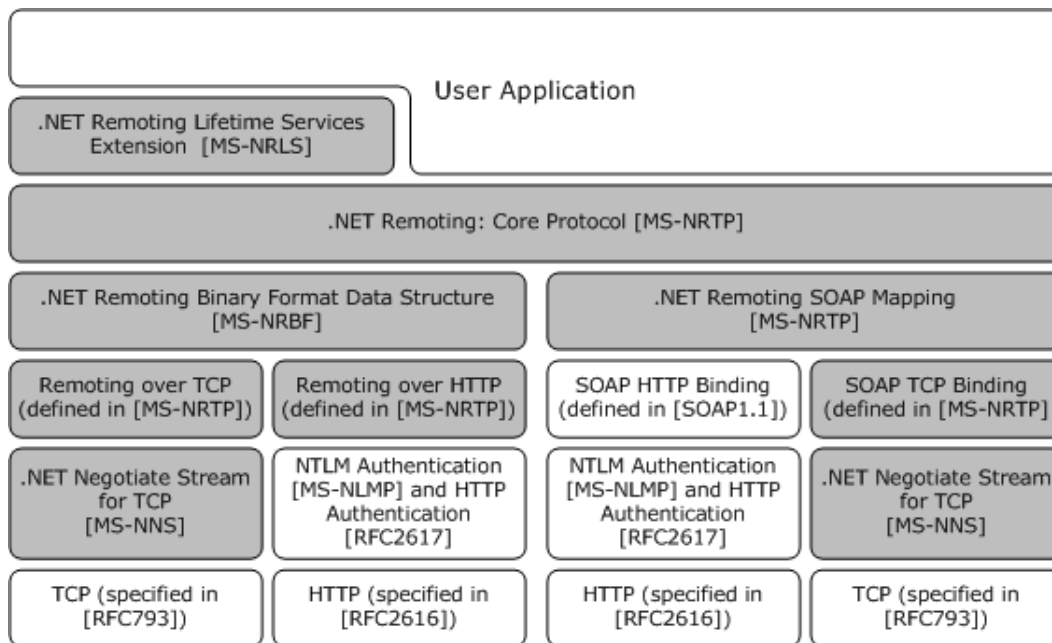 User Application
.NET Remoting Lifetime Services
Extension [MS-NRLS]
.NET Remoting: Core Protocol [MS-NRTP]
.NET Remoting Binary Format Data Structure
[MS-NRBF]
.NET Remoting SOAP Mapping
[MS-NRTP]
Remoting over TCP
(defined in [MS-NRTP])
Remoting over HTTP
(defined in [MS-NRTP])
SOAP HTTP Binding
(defined in [SOAP1.1])
SOAP TCP Binding
(defined in [MS-NRTP]
.NET Negotiate Stream
for TCP
[MS-NNS]
NTLM Authentication
[MS-NLMP] and HTTP
Authentication
[RFC2617]
NTLM Authentication
[MS-NLMP] and HTTP
Authentication
[RFC2617]
.NET Negotiate Stream
for TCP
[MS-NNS]
TCP (specified in
[RFC793])
HTTP (specified in
[RFC2616])
HTTP (specified in
[RFC2616])
TCP (specified in
[RFC793])